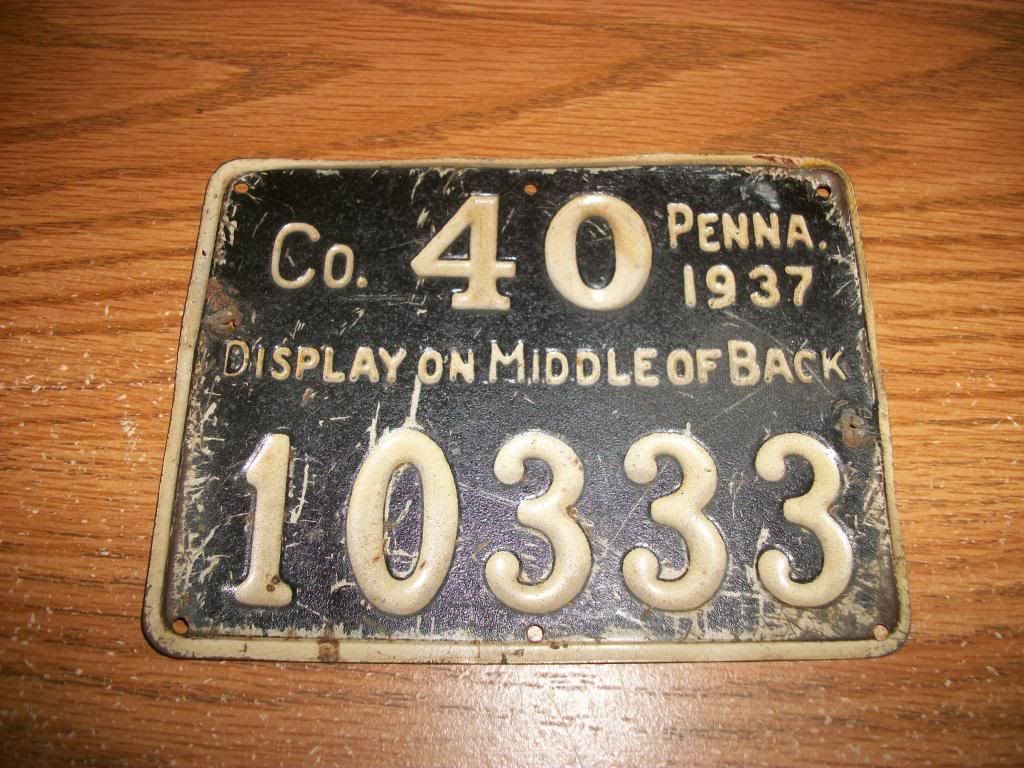 Co. 40 PENNA.
1937
DISPLAY ON MIDDLE OF BACK
10333